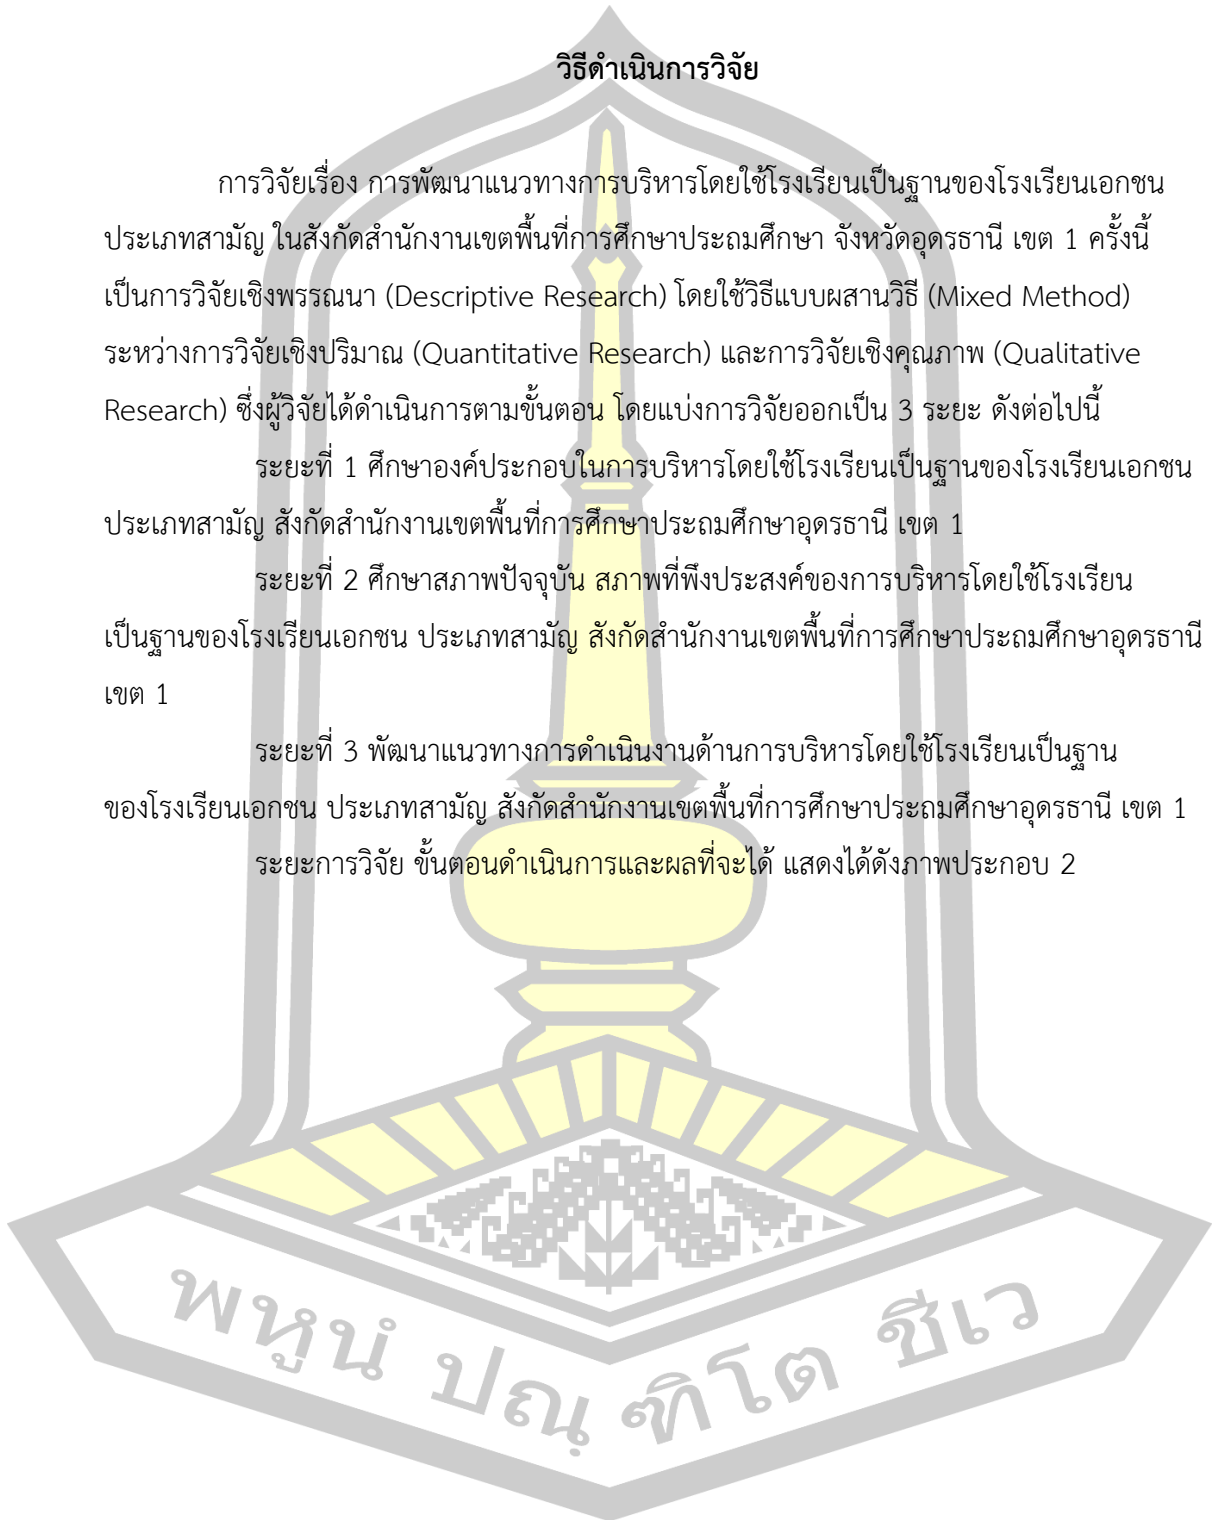 วิธีดำเนินการวิจัย
การวิจัยเรื่อง การพัฒนาแนวทางการบริหารโดยใช้โรงเรียนเป็นฐานของโรงเรียนเอกชน
ประเภทสามัญ ในสังกัดสำนักงานเขตพื้นที่การศึกษาประถมศึกษา จังหวัดอุดรธานี เขต 1 ครั้งนี้
เป็นการวิจัยเชิงพรรณนา (Descriptive Research) โดยใช้วิธีแบบผสานวิธี (Mixed Method)
ระหว่างการวิจัยเชิงปริมาณ (Quantitative Research) และการวิจัยเชิงคุณภาพ (Qualitative
Research) ซึ่งผู้วิจัยได้ดำเนินการตามขั้นตอน โดยแบ่งการวิจัยออกเป็น 3 ระยะ ดังต่อไปนี้
ระยะที่ 1 ศึกษาองค์ประกอบในการบริหารโดยใช้โรงเรียนเป็นฐานของโรงเรียนเอกชน
ประเภทสามัญ สังกัดสำนักงานเขตพื้นที่การศึกษาประถมศึกษาอุดรธานี เขต 1
ระยะที่ 2 ศึกษาสภาพปัจจุบัน สภาพที่พึงประสงค์ของการบริหารโดยใช้โรงเรียน
เป็นฐานของโรงเรียนเอกชน ประเภทสามัญ สังกัดสำนักงานเขตพื้นที่การศึกษาประถมศึกษาอุดรธานี
เขต 1
ระยะที่ 3 พัฒนาแนวทางการดำเนินงานด้านการบริหารโดยใช้โรงเรียนเป็นฐาน
ของโรงเรียนเอกชน ประเภทสามัญ สังกัดสำนักงานเขตพื้นที่การศึกษาประถมศึกษาอุดรธานี เขต 1
ระยะการวิจัย ขั้นตอนดำเนินการและผลที่จะได้ แสดงได้ดังภาพประกอบ 2
พหูนํ ปณฺฑิโต ชีเว